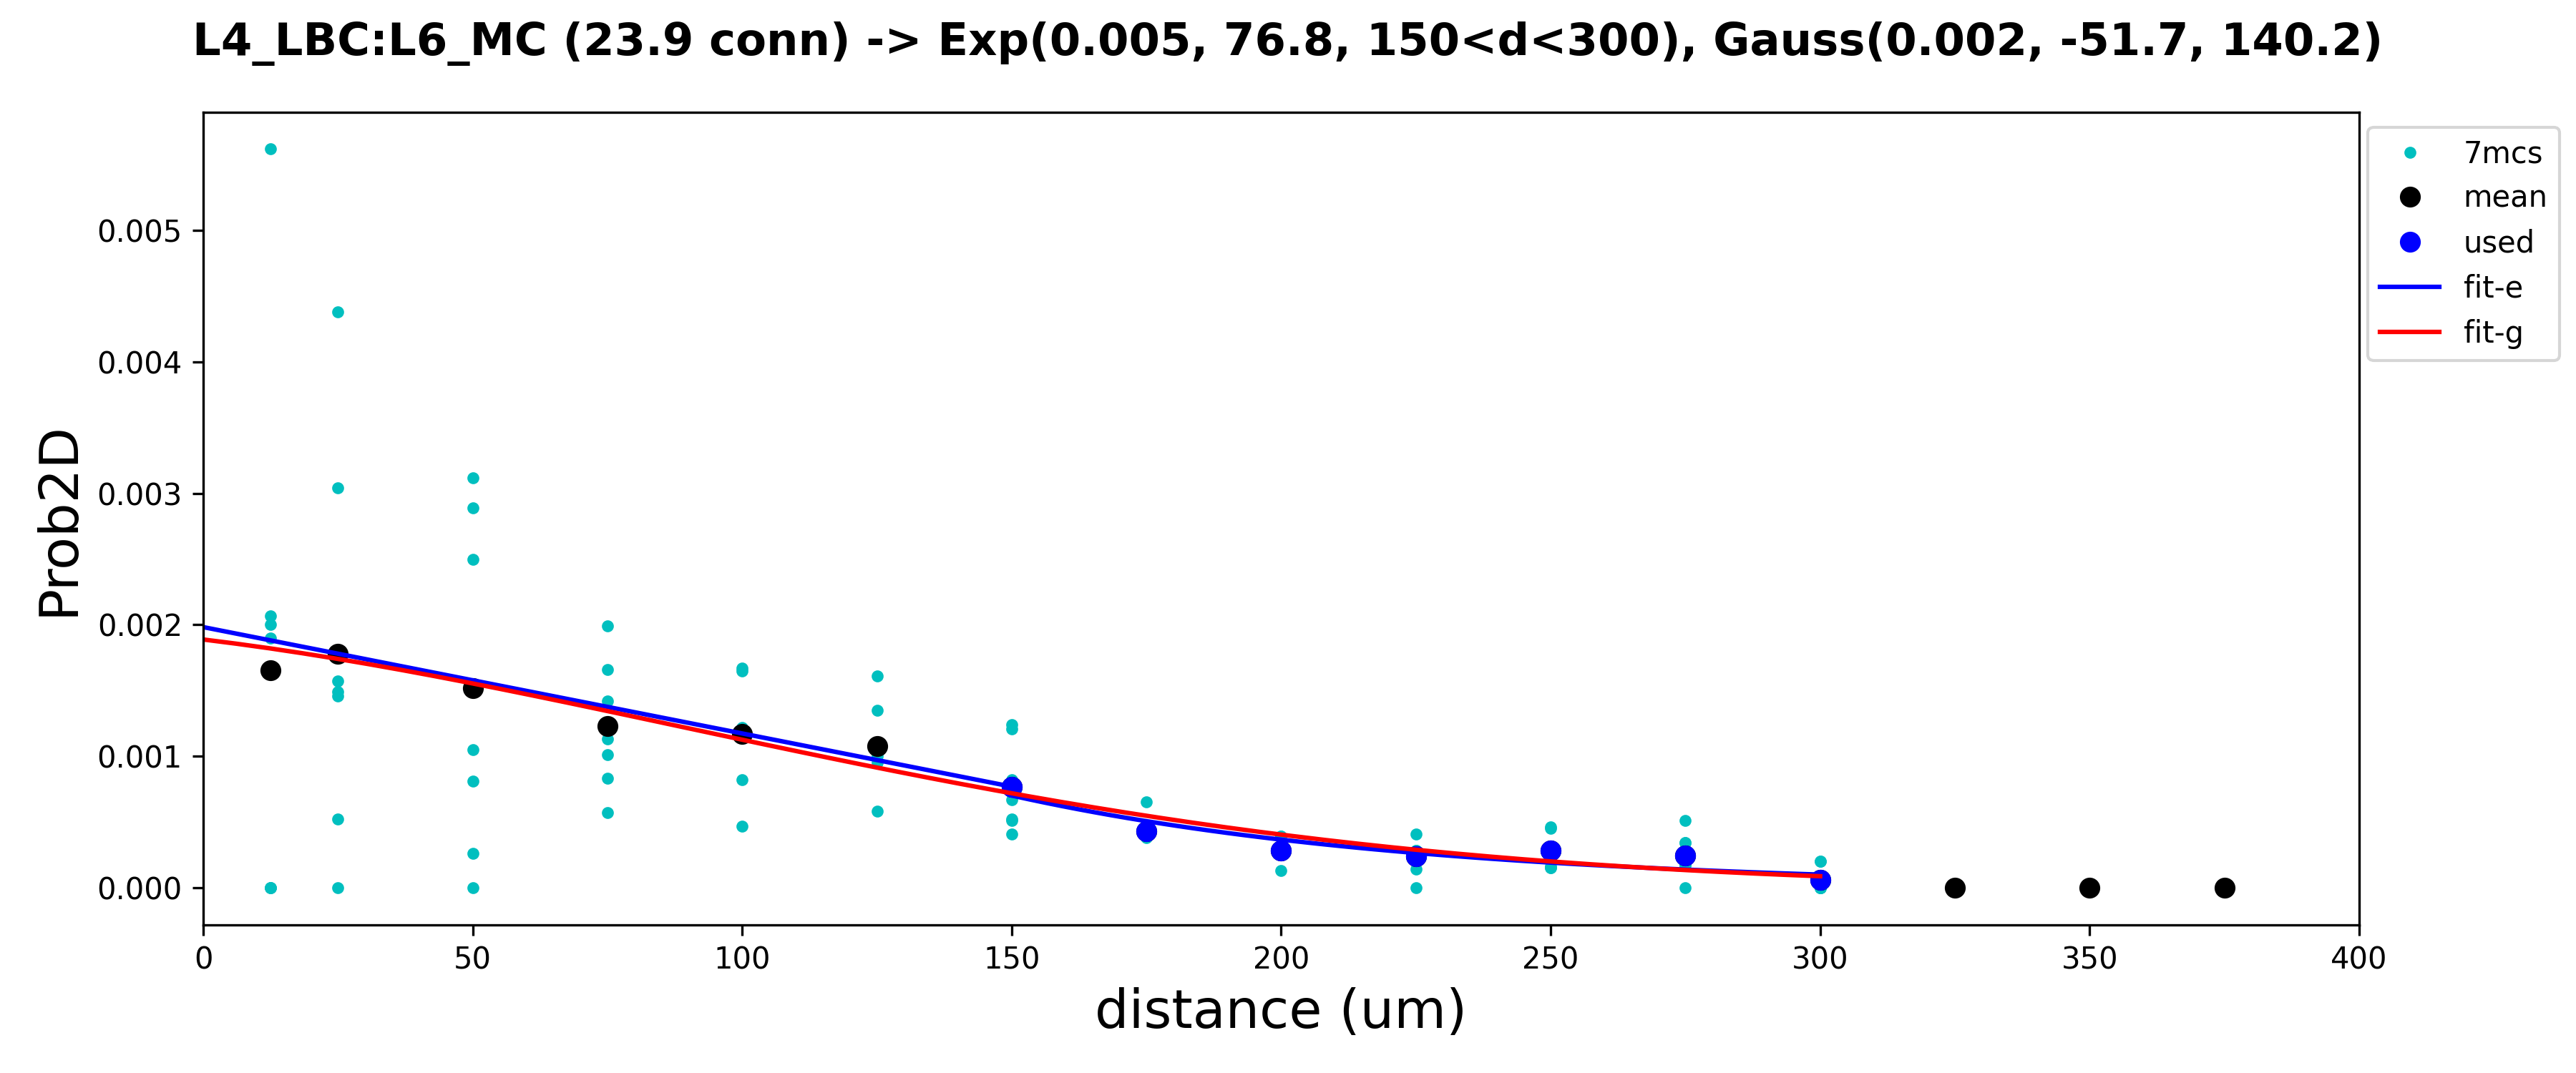 L4_LBC:L6_MC (23.9 conn) -> Exp(0.005, 76.8, 150<d<300), Gauss(0.002, -51.7, 140.2)
Prob2D
0.005
0.004
0.003
0.002
0.001
0.000
0 50 100 150 200 250 300 350 400
distance (um)
7mcs
mean
used
fit-e
fit-g